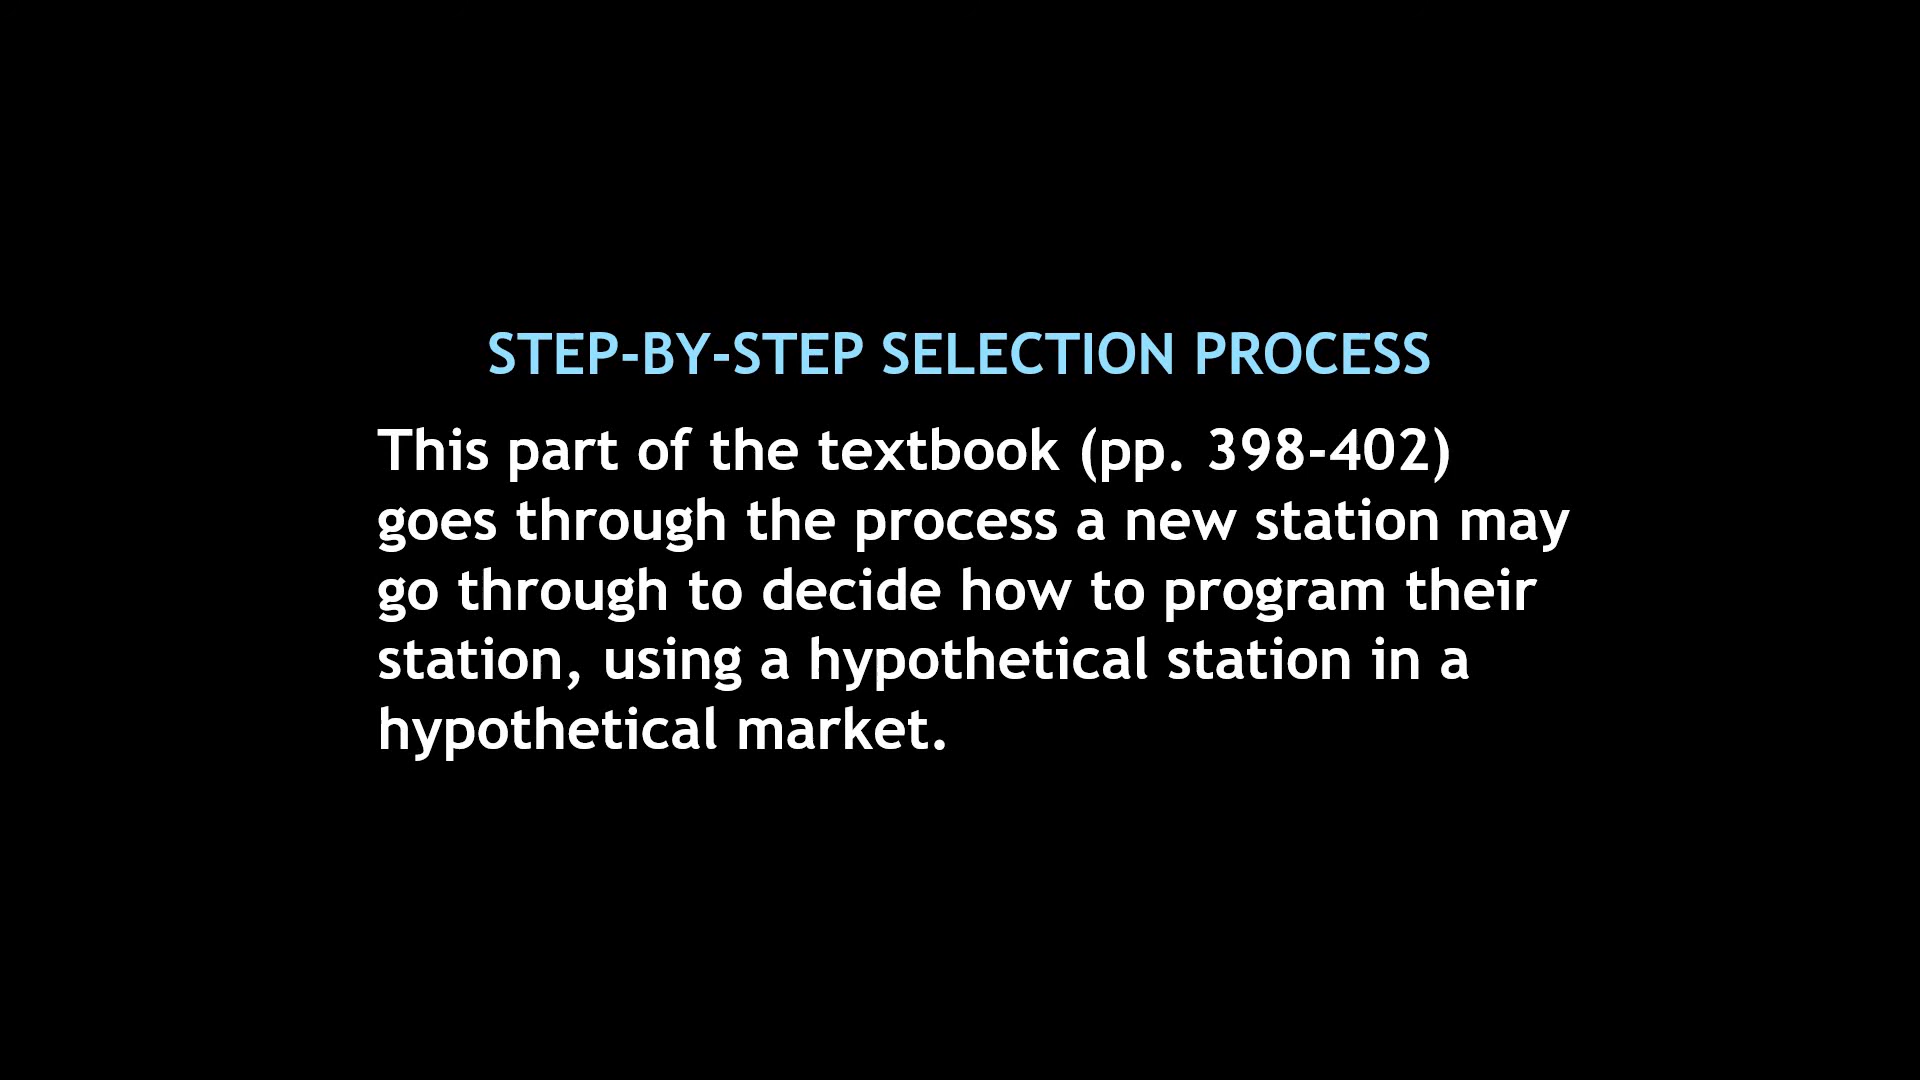 STEP-BY-STEP SELECTION PROCESS
This part of the textbook (pp. 398-402)
goes through the process a new station may
go through to decide how to program their
station, using a hypothetical station in a
hypothetical market.